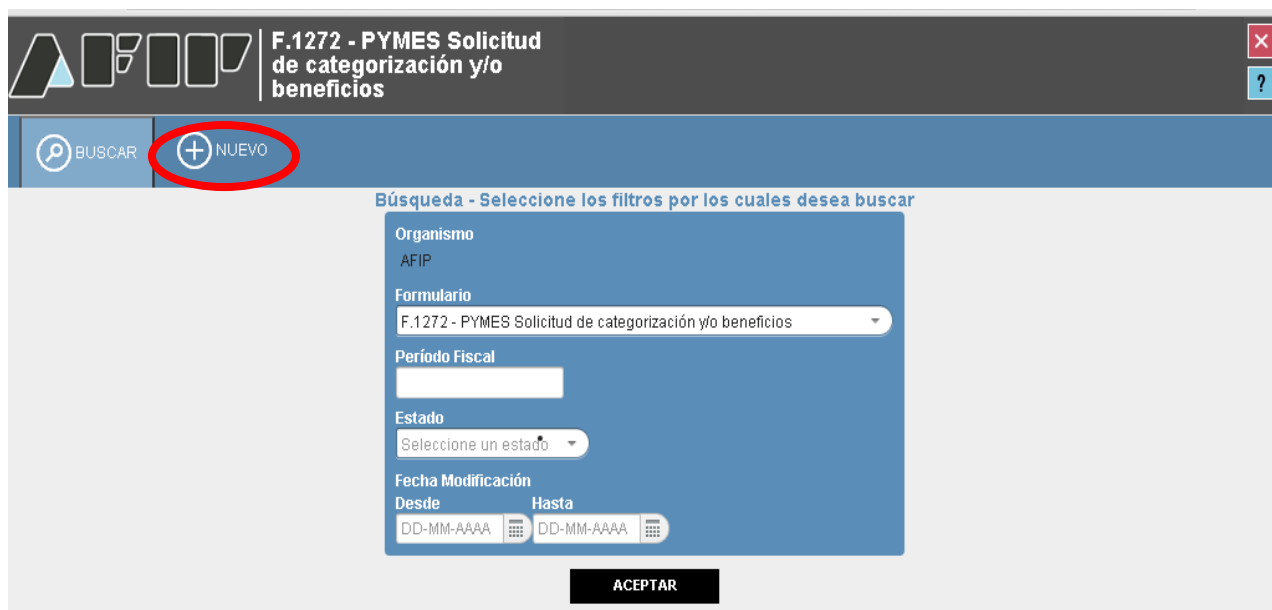 AFIP
F.1272 - PYMES Solicitud
de categorización y/o
beneficios
?
BUSCAR
NUEVO
Búsqueda - Seleccione los filtros por los cuales desea buscar
Organismo
AFIP
Formulario
F.1272 - PYMES Solicitud de categorización y/o beneficios
Período Fiscal
Estado
Seleccione un estado
Fecha Modificación
Desde Hasta
DD-MM-AAAA DD-MM-AAAA
ACEPTAR